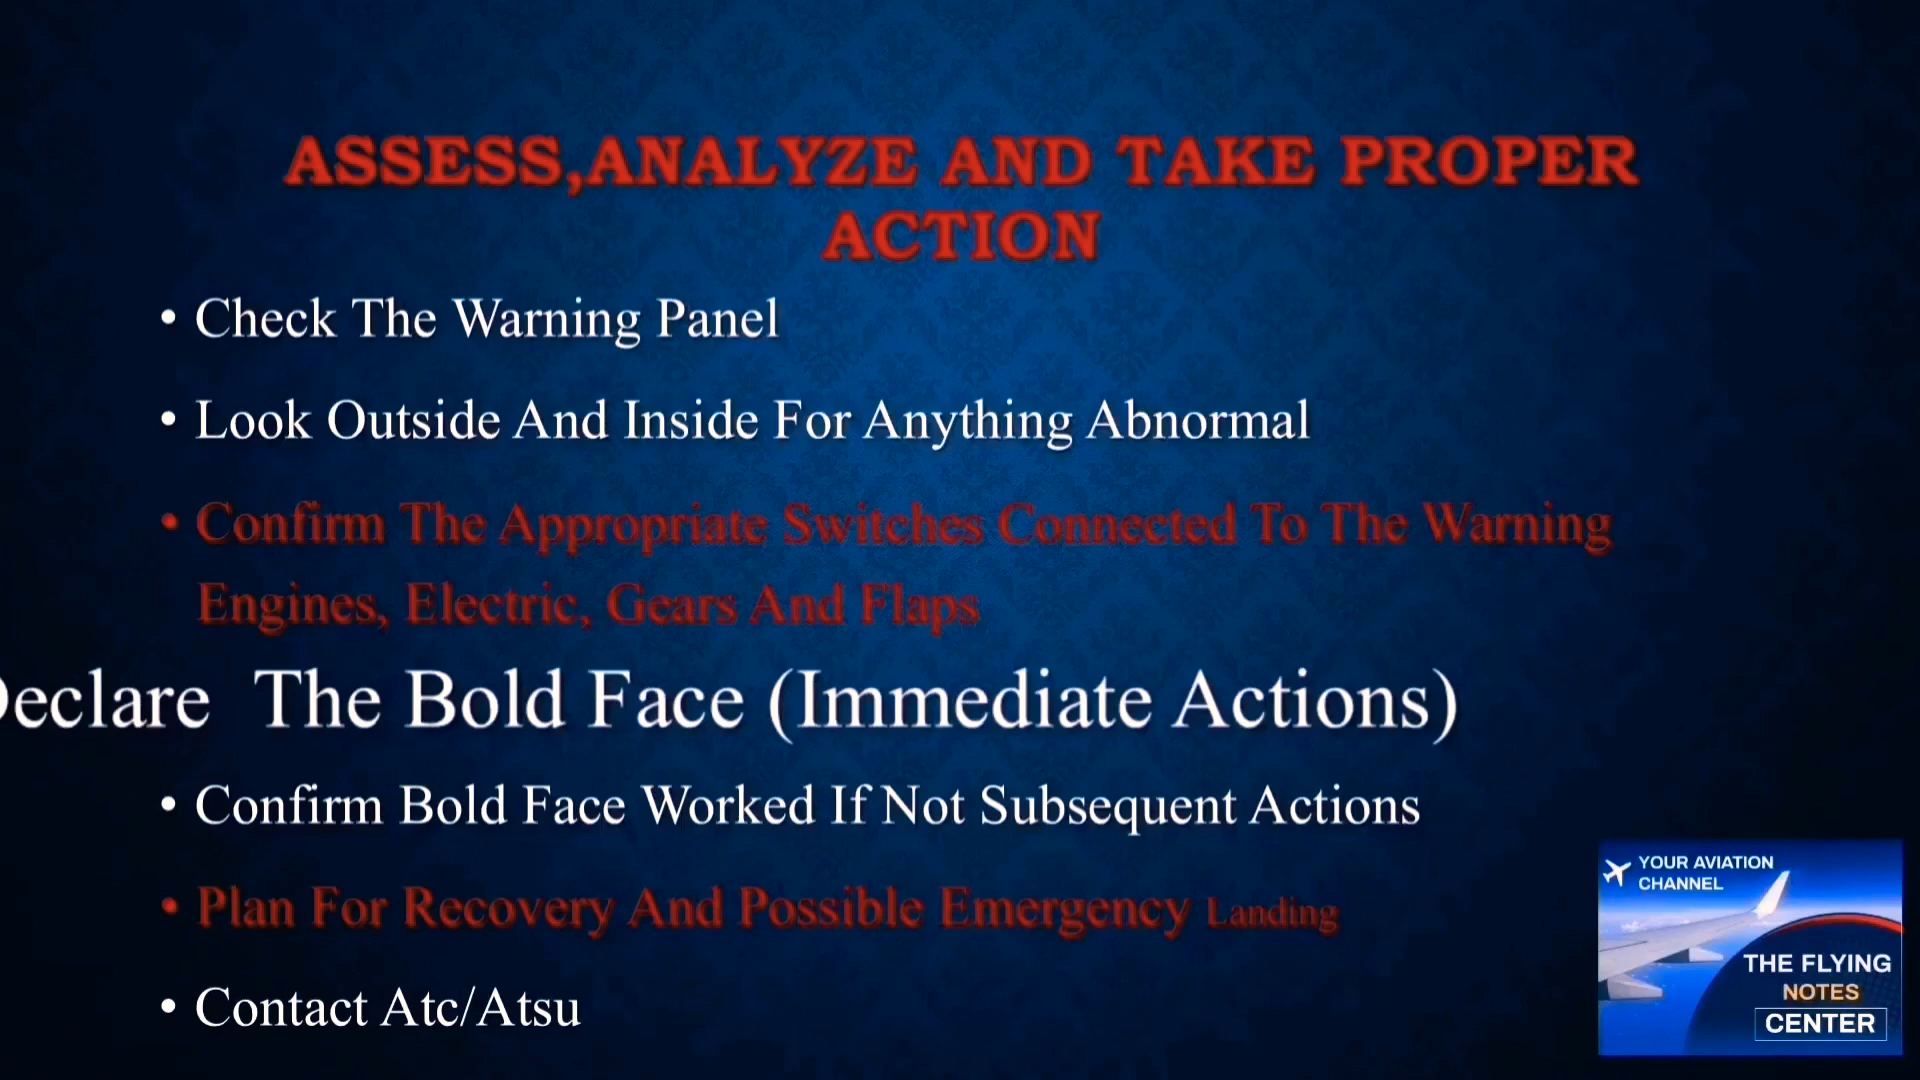 ASSESS,ANALYZE AND TAKE PROPER
ACTION
• Check The Warning Panel
• Look Outside And Inside For Anything Abnormal
• Confirm The Appropriate Switches Connected To The Warning
Engines, Electric, Gears And Flaps
Declare The Bold Face (Immediate Actions)
• Confirm Bold Face Worked If Not Subsequent Actions
• Plan For Recovery And Possible Emergency Landing
• Contact Atc/Atsu
YOUR AVIATION
CHANNEL
THE FLYING
NOTES
CENTER